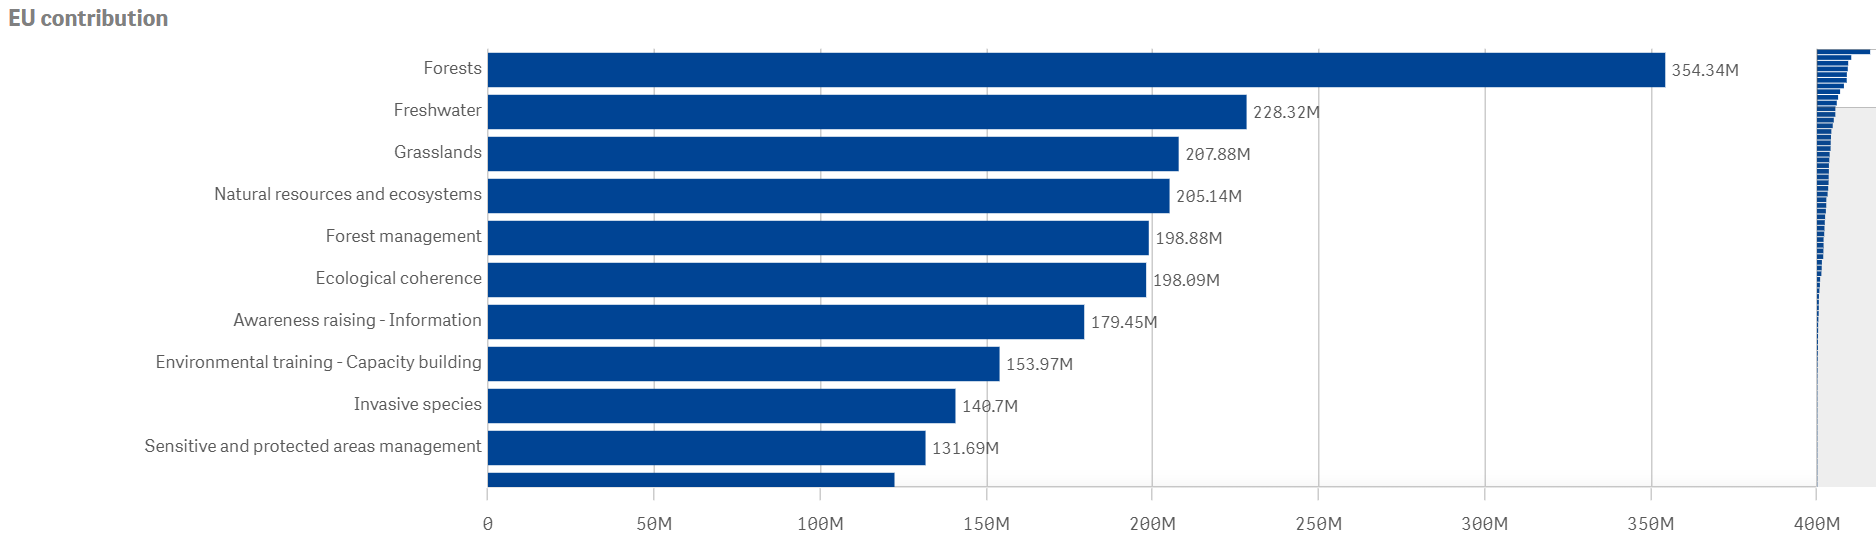 EU contribution
Forests 354.34M
Freshwater 228.32M
Grasslands 207.88M
Natural resources and ecosystems 205.14M
Forest management 198.88M
Ecological coherence 198.09M
Awareness raising - Information 179.45M
Environmental training - Capacity building 153.97M
Invasive species 140.7M
Sensitive and protected areas management 131.69M
0 50M 100M 150M 200M 250M 300M 350M 400M